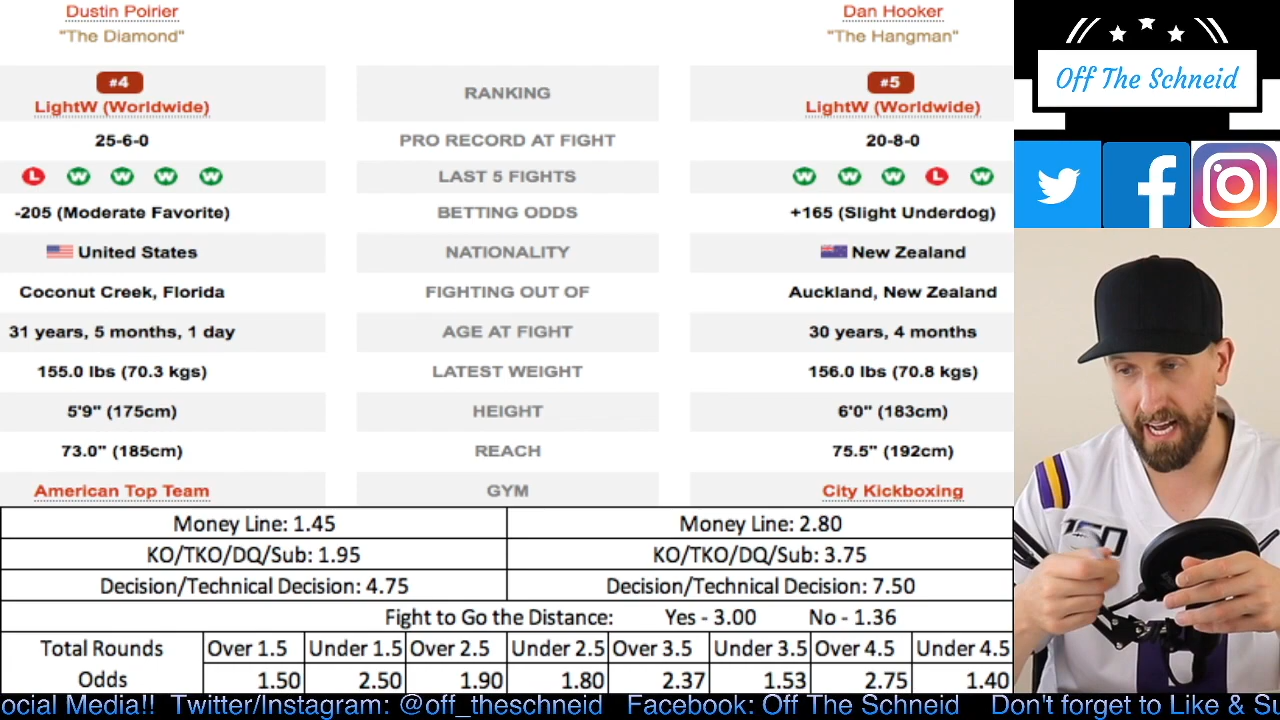 Dustin Poirier
"The Diamond"
Dan Hooker
"The Hangman"
#4
LightW (Worldwide)
RANKING
#5
LightW (Worldwide)
25-6-0
PRO RECORD AT FIGHT
20-8-0
L W W W W
LAST 5 FIGHTS
W W W L W
-205 (Moderate Favorite)
BETTING ODDS
+165 (Slight Underdog)
United States
NATIONALITY
New Zealand
Coconut Creek, Florida
FIGHTING OUT OF
Auckland, New Zealand
31 years, 5 months, 1 day
AGE AT FIGHT
30 years, 4 months
155.0 lbs (70.3 kgs)
LATEST WEIGHT
156.0 lbs (70.8 kgs)
5'9" (175cm)
HEIGHT
6'0" (183cm)
73.0" (185cm)
REACH
75.5" (192cm)
American Top Team
GYM
City Kickboxing
Money Line: 1.45
Money Line: 2.80
KO/TKO/DQ/Sub: 1.95
KO/TKO/DQ/Sub: 3.75
Decision/Technical Decision: 4.75
Decision/Technical Decision: 7.50
Fight to Go the Distance: Yes - 3.00 No - 1.36
Total Rounds Over 1.5 Under 1.5 Over 2.5 Under 2.5 Over 3.5 Under 3.5 Over 4.5 Under 4.5
Odds 1.50 2.50 1.90 1.80 2.37 1.53 2.75 1.40
Off The Schneid
f
150
ocial Media!! Twitter/Instagram: @off_theschneid Facebook: Off The Schneid Don't forget to Like & Su